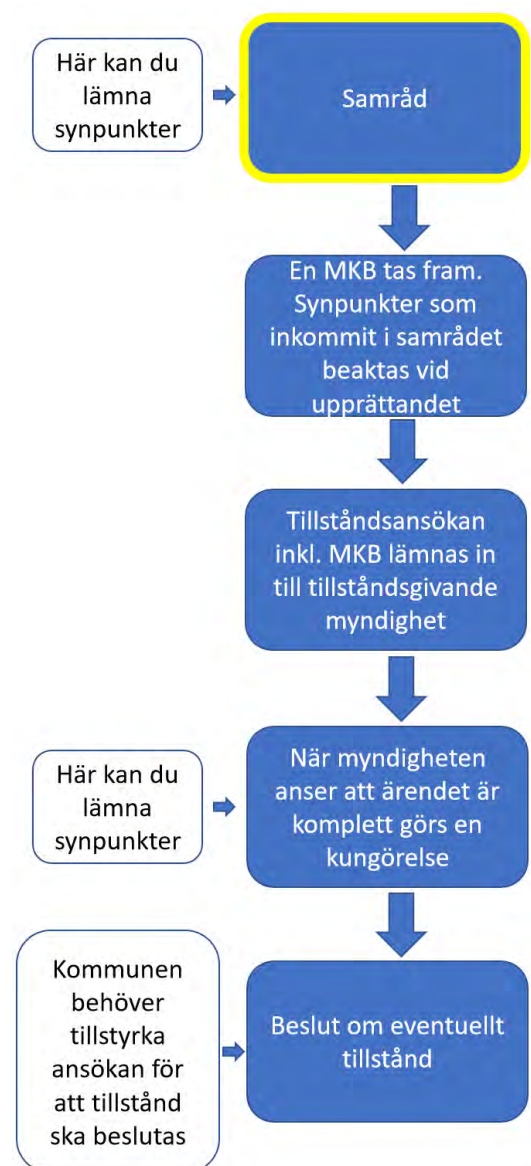 Här kan du
lämna
synpunkter
Samråd
En MKB tas fram.
Synpunkter som
inkommit i samrådet
beaktas vid
upprättandet
Tillståndsansökan
inkl. MKB lämnas in
till tillståndsgivande
myndighet
Här kan du
lämna
synpunkter
När myndigheten
anser att ärendet är
komplett görs en
kungörelse
Kommunen
behöver
tillstyrka
ansökan för
att tillstånd
ska beslutas
Beslut om eventuellt
tillstånd